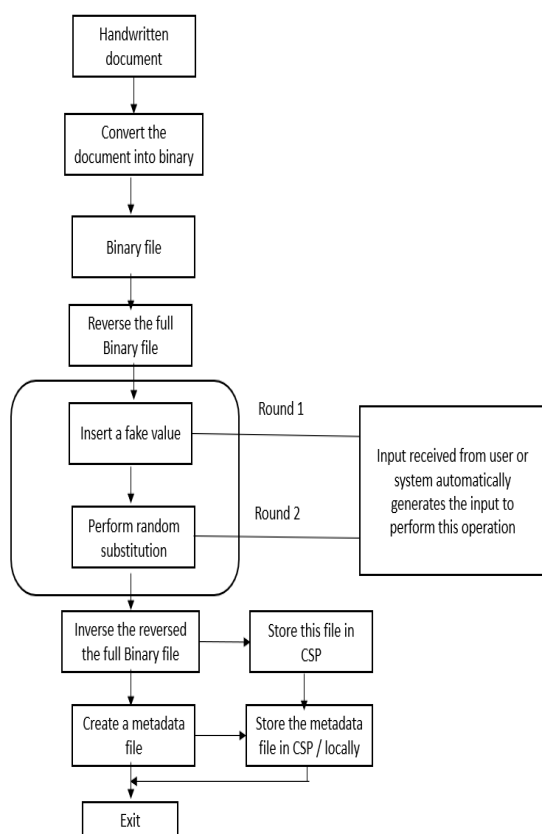 Handwritten
document
Convert the
document into binary
Binary file
Reverse the full
Binary file
Insert a fake value
Round 1
Input received from user or
system automatically
generates the input to
perform this operation
Perform random
substitution
Round 2
Inverse the reversed
the full Binary file
Store this file in
CSP
Create a metadata
file
Store the metadata
file in CSP / locally
Exit